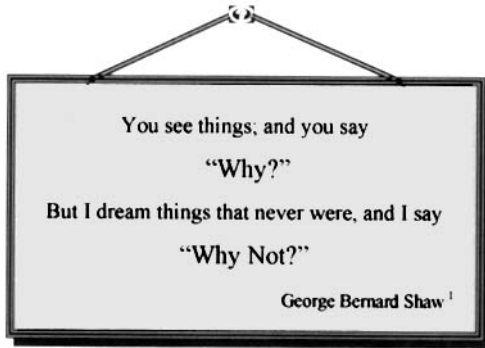 You see things; and you say
“Why?”
But I dream things that never were, and I say
“Why Not?”
George Bernard Shaw 1